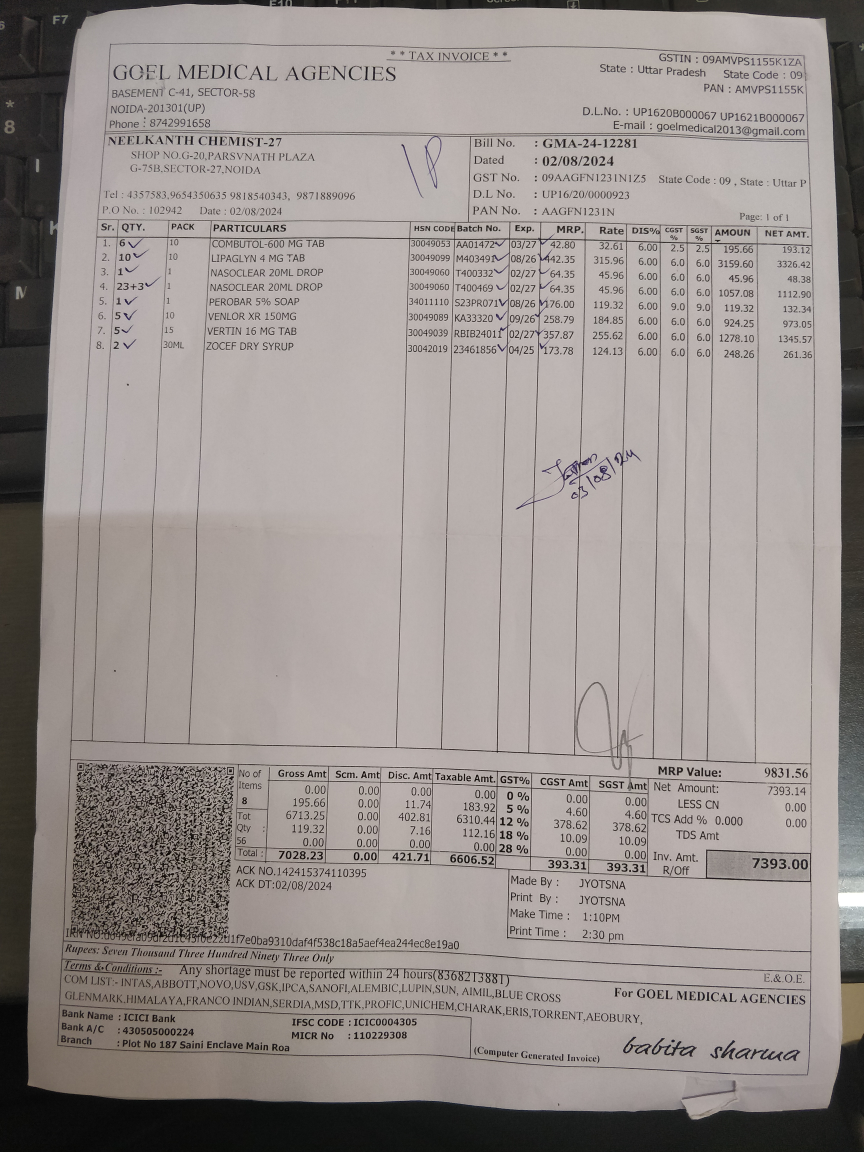 * * TAX INVOICE * *
GOEL MEDICAL AGENCIES
BASEMENT C-41, SECTOR-58
NOIDA-201301(UP)
Phone : 8742991658
GSTIN : 09AMVPS1155K1ZA
State : Uttar Pradesh State Code : 09
PAN : AMVPS1155K
D.L.No. : UP1620B000067 UP1621B000067
E-mail : goelmedical2013@gmail.com
NEELKANTH CHEMIST-27
SHOP NO.G-20,PARSVNATH PLAZA
G-75B,SECTOR-27,NOIDA
Tel : 4357583,9654350635 9818540343, 9871889096
P.O No. : 102942 Date : 02/08/2024
Bill No. : GMA-24-12281
Dated : 02/08/2024
GST No. : 09AAGFN1231N1Z5 State Code : 09 , State : Uttar P
D.L No. : UP16/20/0000923
PAN No. : AAGFN1231N
Page: 1 of 1
Sr. QTY. PACK PARTICULARS HSN CODE Batch No. Exp. MRP. Rate DIS% CGST % SGST % AMOUN NET AMT.
1. 6 10 COMBUTOL-600 MG TAB 30049053 AA01472 03/27 42.80 32.61 6.00 2.5 2.5 195.66 193.12
2. 10 10 LIPAGLYN 4 MG TAB 30049099 M403491 08/26 442.35 315.96 6.00 6.0 6.0 3159.60 3326.42
3. 1 1 NASOCLEAR 20ML DROP 30049060 T400332 02/27 64.35 45.96 6.00 6.0 6.0 45.96 48.38
4. 23+3 1 NASOCLEAR 20ML DROP 30049060 T400469 02/27 64.35 45.96 6.00 6.0 6.0 1057.08 1112.90
5. 1 1 PEROBAR 5% SOAP 34011110 S23PR071 08/26 176.00 119.32 6.00 9.0 9.0 119.32 132.34
6. 5 10 VENLOR XR 150MG 30049089 KA33320 09/26 258.79 184.85 6.00 6.0 6.0 924.25 973.05
7. 5 15 VERTIN 16 MG TAB 30049039 RBIB24011 02/27 357.87 255.62 6.00 6.0 6.0 1278.10 1345.57
8. 2 30ML ZOCEF DRY SYRUP 30042019 23461856 04/25 173.78 124.13 6.00 6.0 6.0 248.26 261.36
03/08/24
No of Items 8
Tot Qty : 56
Gross Amt Scm. Amt Disc. Amt Taxable Amt. GST% CGST Amt SGST Amt
0.00 0.00 0.00 0.00 0 % 0.00 0.00
195.66 0.00 11.74 183.92 5 % 4.60 4.60
6713.25 0.00 402.81 6310.44 12 % 378.62 378.62
119.32 0.00 7.16 112.16 18 % 10.09 10.09
0.00 0.00 0.00 0.00 28 % 0.00 0.00
Total : 7028.23 0.00 421.71 6606.52 393.31 393.31
MRP Value: 9831.56
Net Amount: 7393.14
LESS CN 0.00
TCS Add % 0.000 0.00
TDS Amt
Inv. Amt. R/Off 7393.00
ACK NO.142415374110395
ACK DT:02/08/2024
Made By : JYOTSNA
Print By : JYOTSNA
Make Time : 1:10PM
Print Time : 2:30 pm
Rupees: Seven Thousand Three Hundred Ninety Three Only
Terms & Conditions :- Any shortage must be reported within 24 hours(8368213881)
E.& O.E.
COM LIST:- INTAS,ABBOTT,NOVO,USV,GSK,IPCA,SANOFI,ALEMBIC,LUPIN,SUN, AIMIL,BLUE CROSS
GLENMARK,HIMALAYA,FRANCO INDIAN,SERDIA,MSD,TTK,PROFIC,UNICHEM,CHARAK,ERIS,TORRENT,AEOBURY,
For GOEL MEDICAL AGENCIES
Bank Name : ICICI Bank IFSC CODE : ICIC0004305
Bank A/C : 430505000224 MICR No : 110229308
Branch : Plot No 187 Saini Enclave Main Roa
(Computer Generated Invoice)
babita sharma